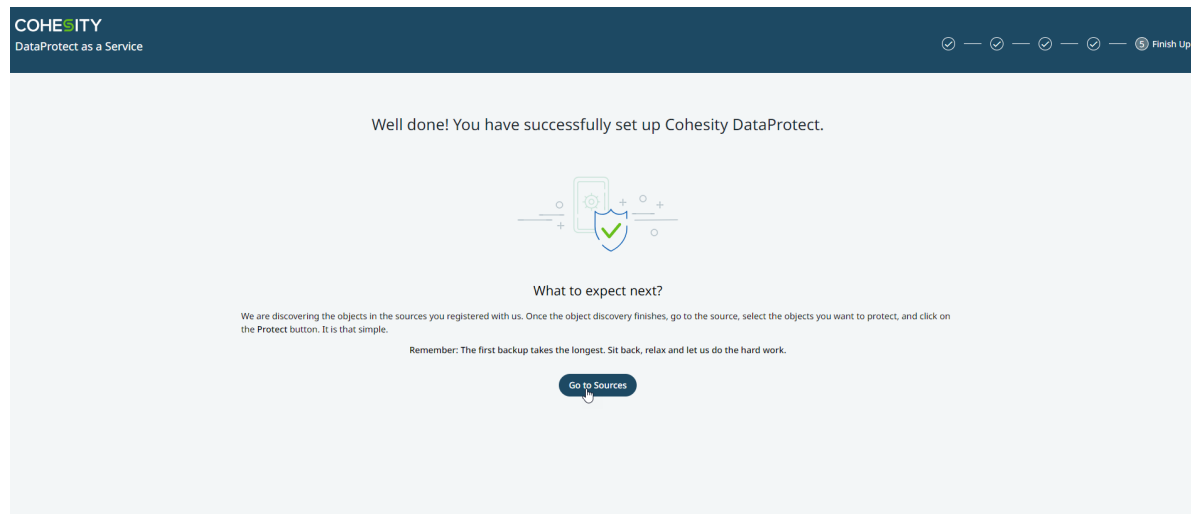 COHESITY
DataProtect as a Service
5 Finish Up
Well done! You have successfully set up Cohesity DataProtect.
What to expect next?
We are discovering the objects in the sources you registered with us. Once the object discovery finishes, go to the source, select the objects you want to protect, and click on
the Protect button. It is that simple.
Remember: The first backup takes the longest. Sit back, relax and let us do the hard work.
Go to Sources